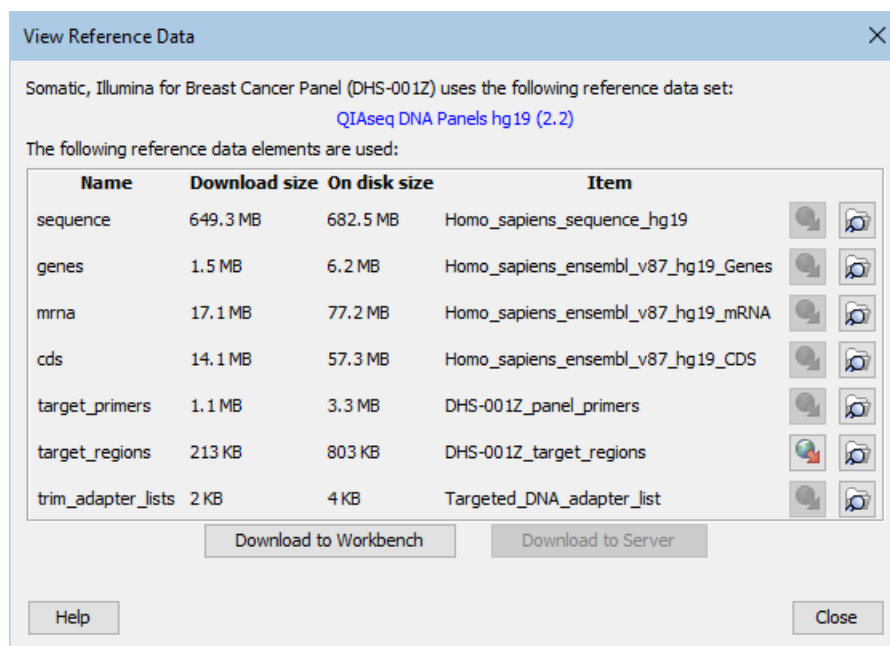 View Reference Data
Somatic, Illumina for Breast Cancer Panel (DHS-001Z) uses the following reference data set:
QIAseq DNA Panels hg19 (2.2)
The following reference data elements are used:
Name Download size On disk size Item
sequence 649.3 MB 682.5 MB Homo_sapiens_sequence_hg19
genes 1.5 MB 6.2 MB Homo_sapiens_ensembl_v87_hg19_Genes
mrna 17.1 MB 77.2 MB Homo_sapiens_ensembl_v87_hg19_mRNA
cds 14.1 MB 57.3 MB Homo_sapiens_ensembl_v87_hg19_CDS
target_primers 1.1 MB 3.3 MB DHS-001Z_panel_primers
target_regions 213 KB 803 KB DHS-001Z_target_regions
trim_adapter_lists 2 KB 4 KB Targeted_DNA_adapter_list
Download to Workbench Download to Server
Help Close